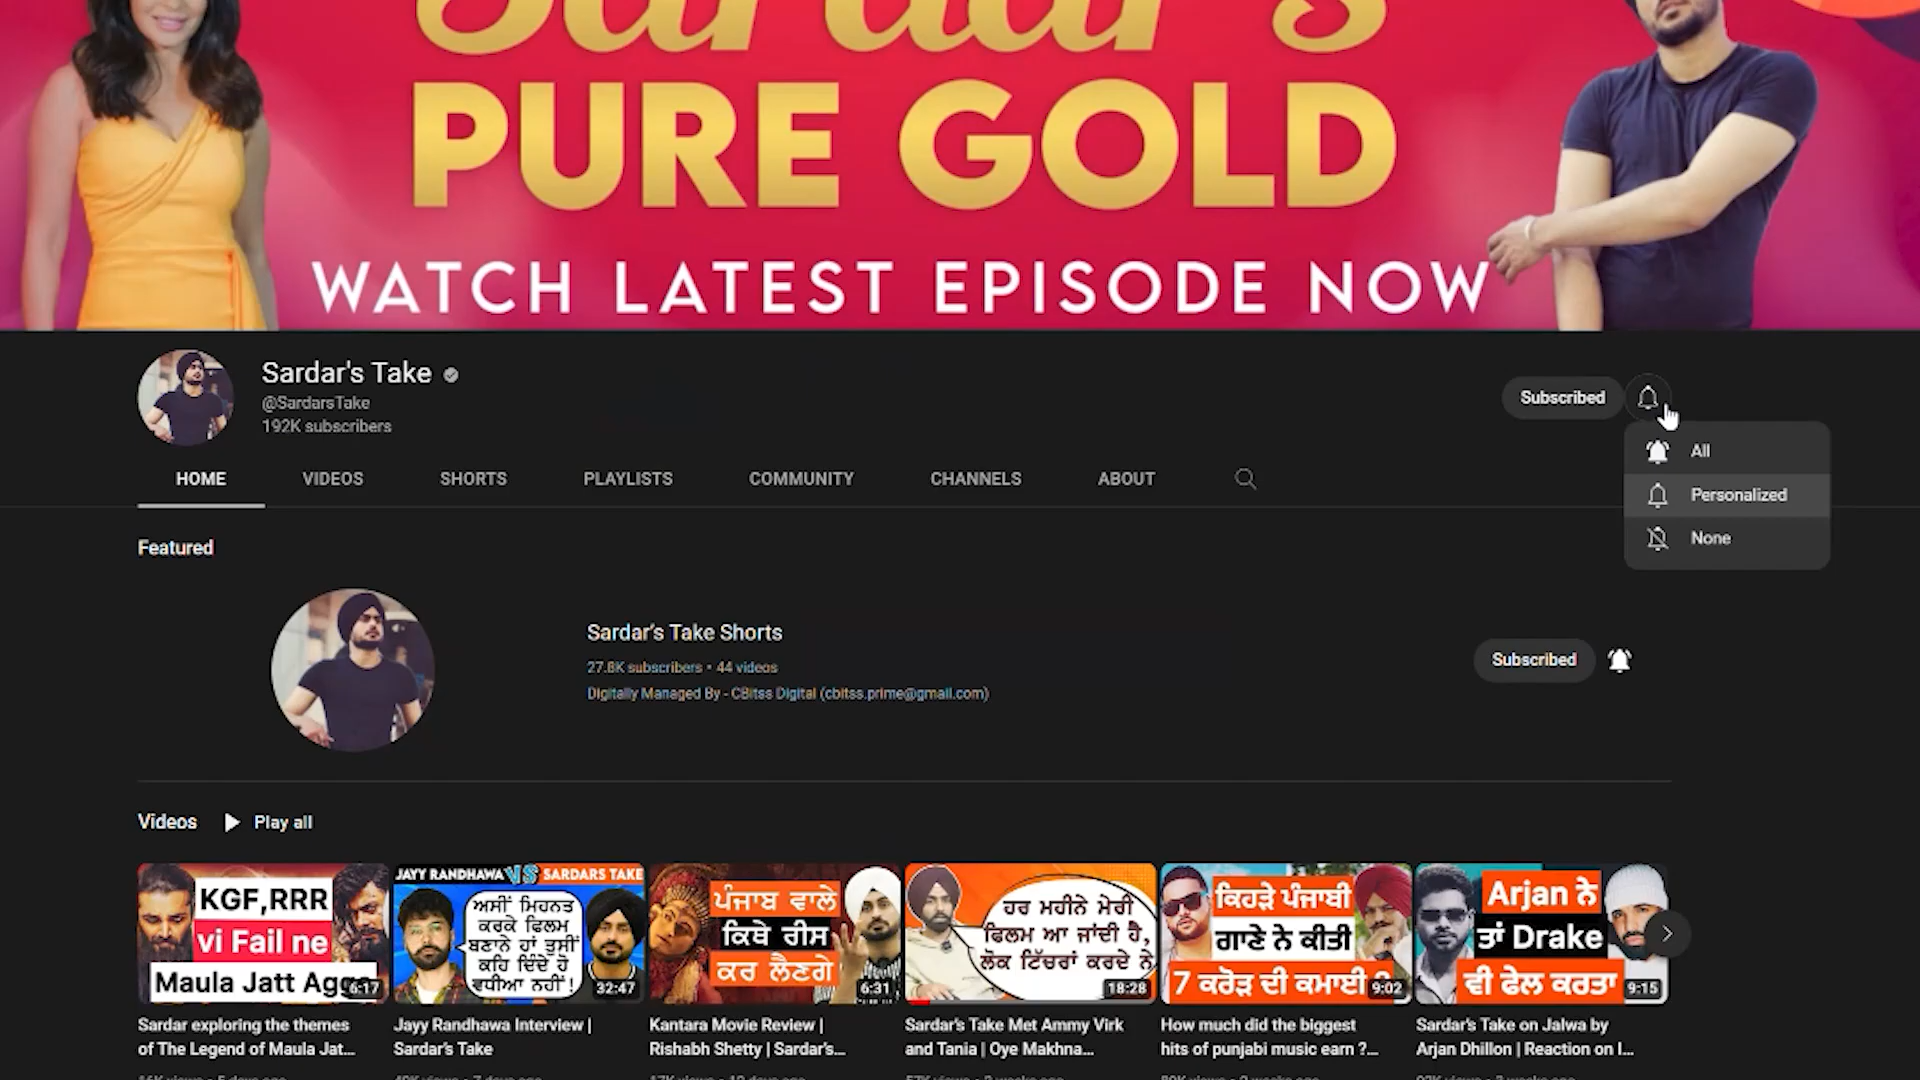 Sardar's
PURE GOLD
WATCH LATEST EPISODE NOW
Sardar's Take
@SardarsTake
192K subscribers
Subscribed
All
Personalized
None
HOME
VIDEOS
SHORTS
PLAYLISTS
COMMUNITY
CHANNELS
ABOUT
Featured
Sardar's Take Shorts
27.8K subscribers • 44 videos
Digitally Managed By - CBitss Digital (cbitss.prime@gmail.com)
Subscribed
Videos
Play all
KGF,RRR
vi Fail ne
Maula Jatt Agge
6:17
JAYY RANDHAWA VS SARDARS TAKE
ਅਸੀਂ ਮਿਹਨਤ
ਕਰਕੇ ਫਿਲਮ
ਬਣਾਨੇ ਹਾਂ ਤੁਸੀਂ
ਕਹਿ ਦਿੰਦੇ ਹੋ
ਵਧੀਆ ਨਹੀਂ !
32:47
ਪੰਜਾਬ ਵਾਲੇ
ਕਿਥੇ ਰੀਸ
ਕਰ ਲੈਣਗੇ
6:31
ਹਰ ਮਹੀਨੇ ਮੇਰੀ
ਫਿਲਮ ਆ ਜਾਂਦੀ ਹੈ,
ਲੋਕ ਟਿੱਚਰਾਂ ਕਰਦੇ ਨੇ
18:28
ਕਿਹੜੇ ਪੰਜਾਬੀ
ਗਾਣੇ ਨੇ ਕੀਤੀ
7 ਕਰੋੜ ਦੀ ਕਮਾਈ ?
9:02
Arjan ਨੇ
ਤਾਂ Drake
ਵੀ ਫੇਲ ਕਰਤਾ
9:15
Sardar exploring the themes
of The Legend of Maula Jat...
Jayy Randhawa Interview |
Sardar's Take
Kantara Movie Review |
Rishabh Shetty | Sardar's...
Sardar's Take Met Ammy Virk
and Tania | Oye Makhna...
How much did the biggest
hits of punjabi music earn ?...
Sardar's Take on Jalwa by
Arjan Dhillon | Reaction on I...